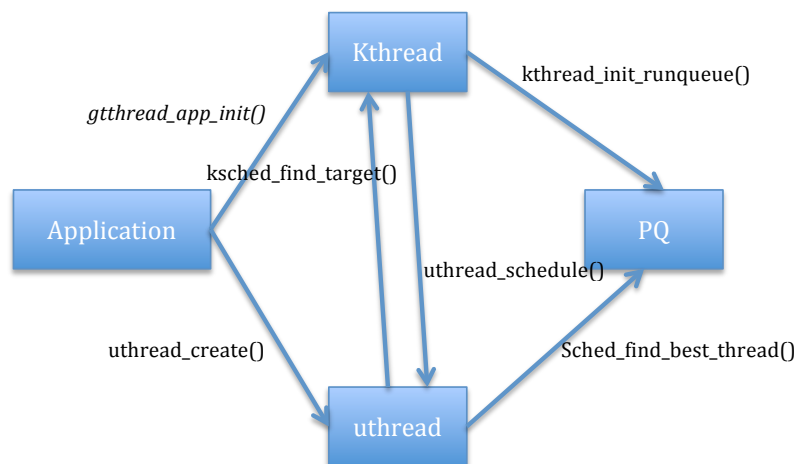 Kthread
kthread_init_runqueue()
gtthread_app_init()
ksched_find_target()
Application
PQ
uthread_schedule()
uthread_create()
Sched_find_best_thread()
uthread